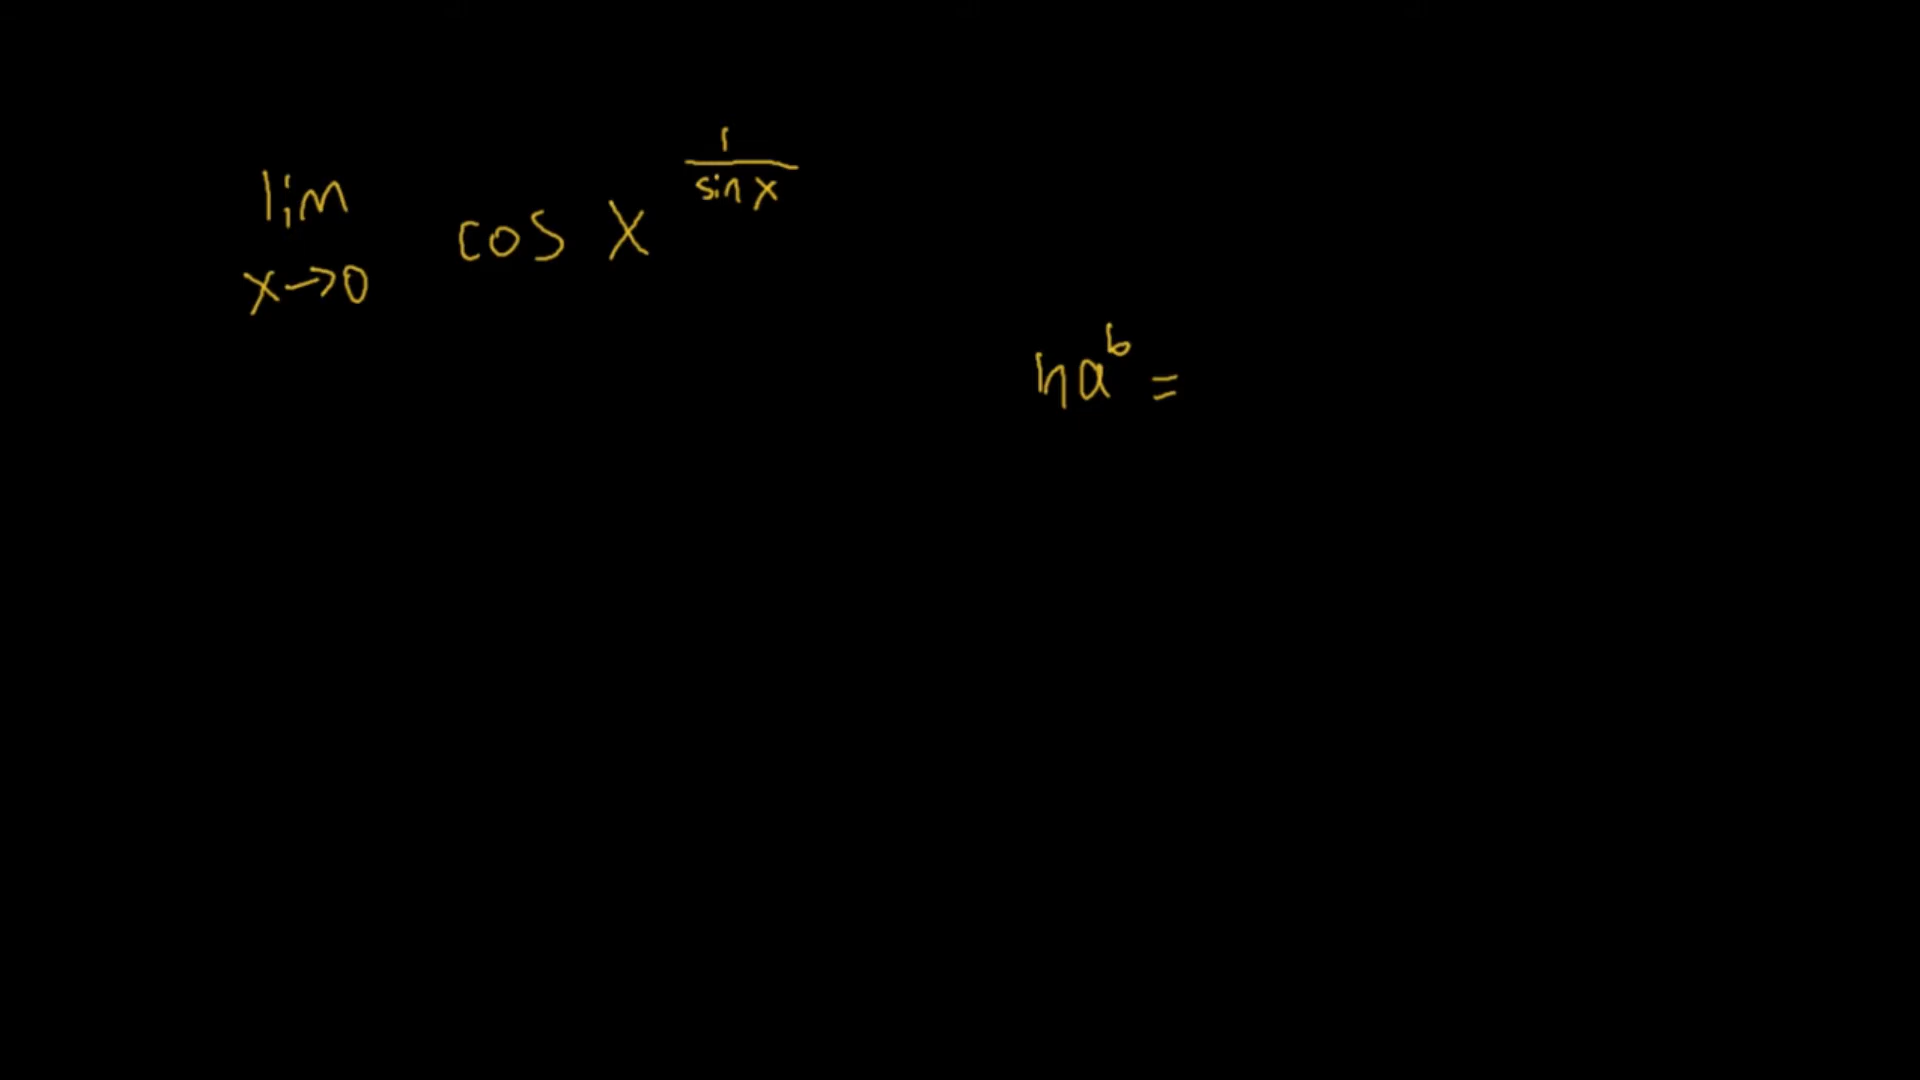 lim x→0 cos x^(1/sin x)
ln a^b =